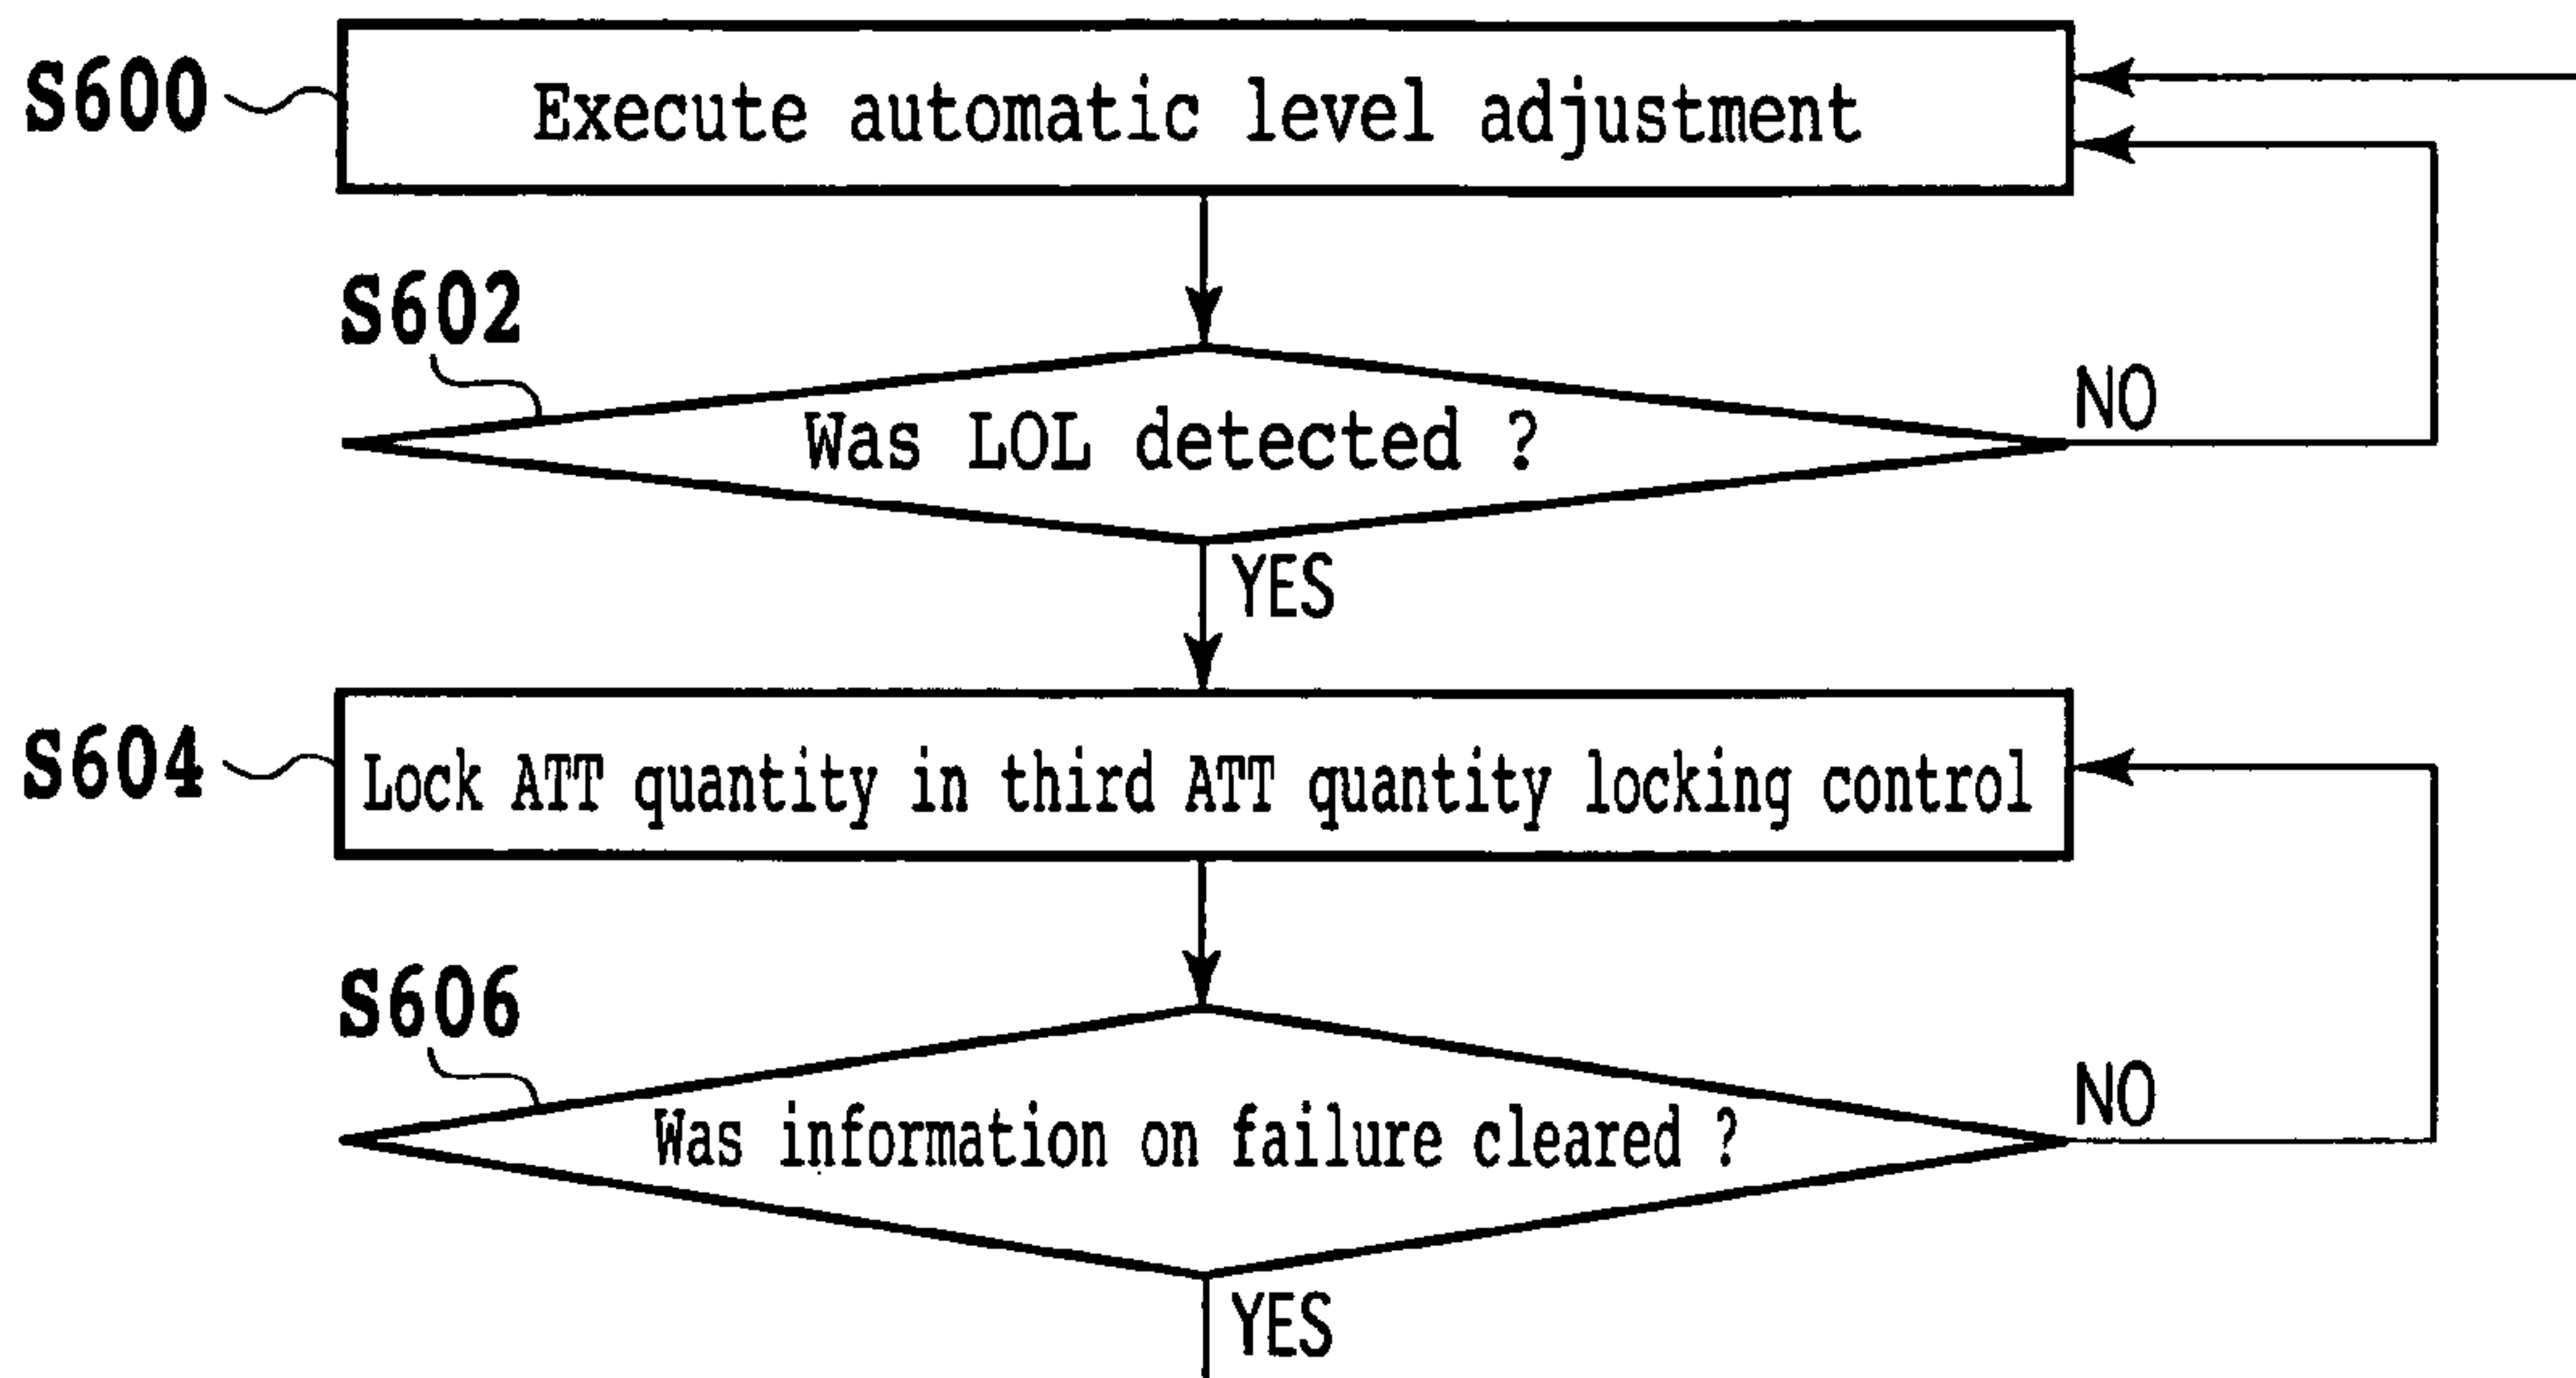 S600
Execute automatic level adjustment
S602
Was LOL detected ?
NO
YES
S604
Lock ATT quantity in third ATT quantity locking control
S606
Was information on failure cleared ?
NO
YES